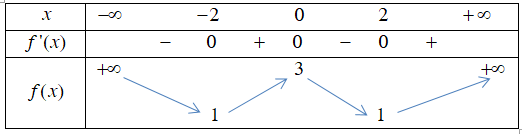 x −∞ −2 0 2 +∞
f'(x) − 0 + 0 − 0 +
+∞ 3 +∞
f(x)
1 1